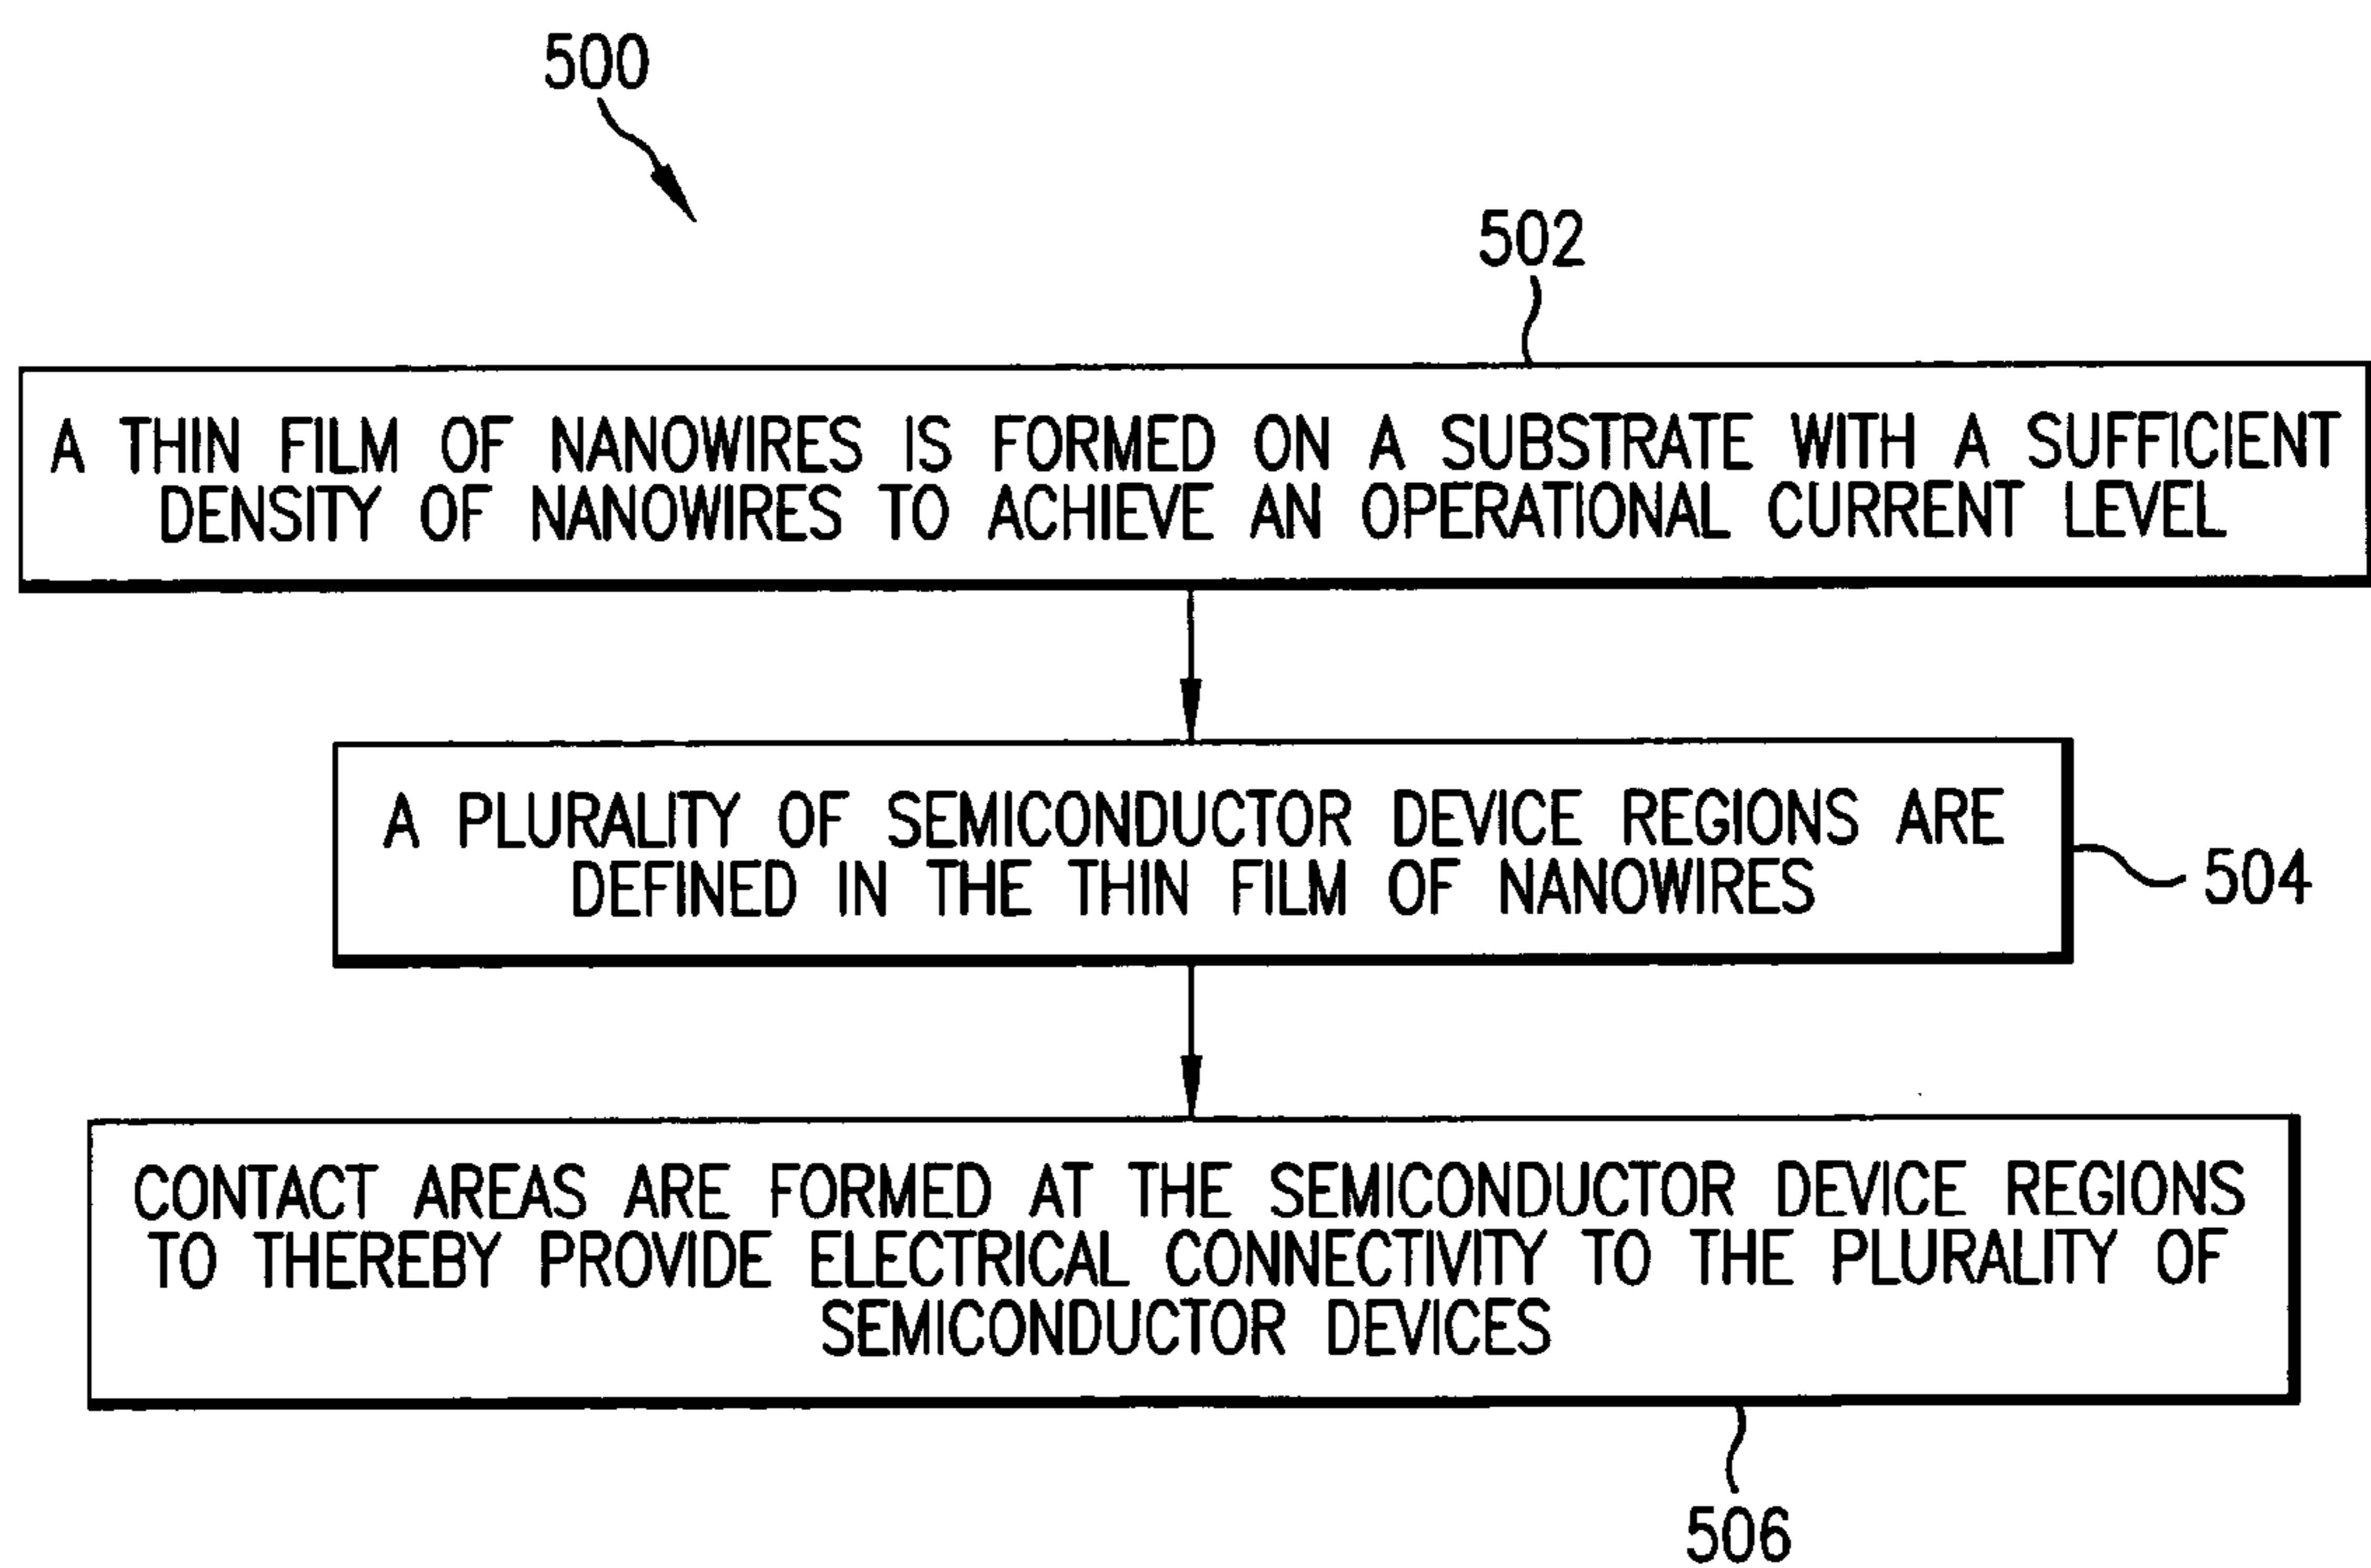 500
502
A THIN FILM OF NANOWIRES IS FORMED ON A SUBSTRATE WITH A SUFFICIENT
DENSITY OF NANOWIRES TO ACHIEVE AN OPERATIONAL CURRENT LEVEL
A PLURALITY OF SEMICONDUCTOR DEVICE REGIONS ARE
DEFINED IN THE THIN FILM OF NANOWIRES
504
CONTACT AREAS ARE FORMED AT THE SEMICONDUCTOR DEVICE REGIONS
TO THEREBY PROVIDE ELECTRICAL CONNECTIVITY TO THE PLURALITY OF
SEMICONDUCTOR DEVICES
506